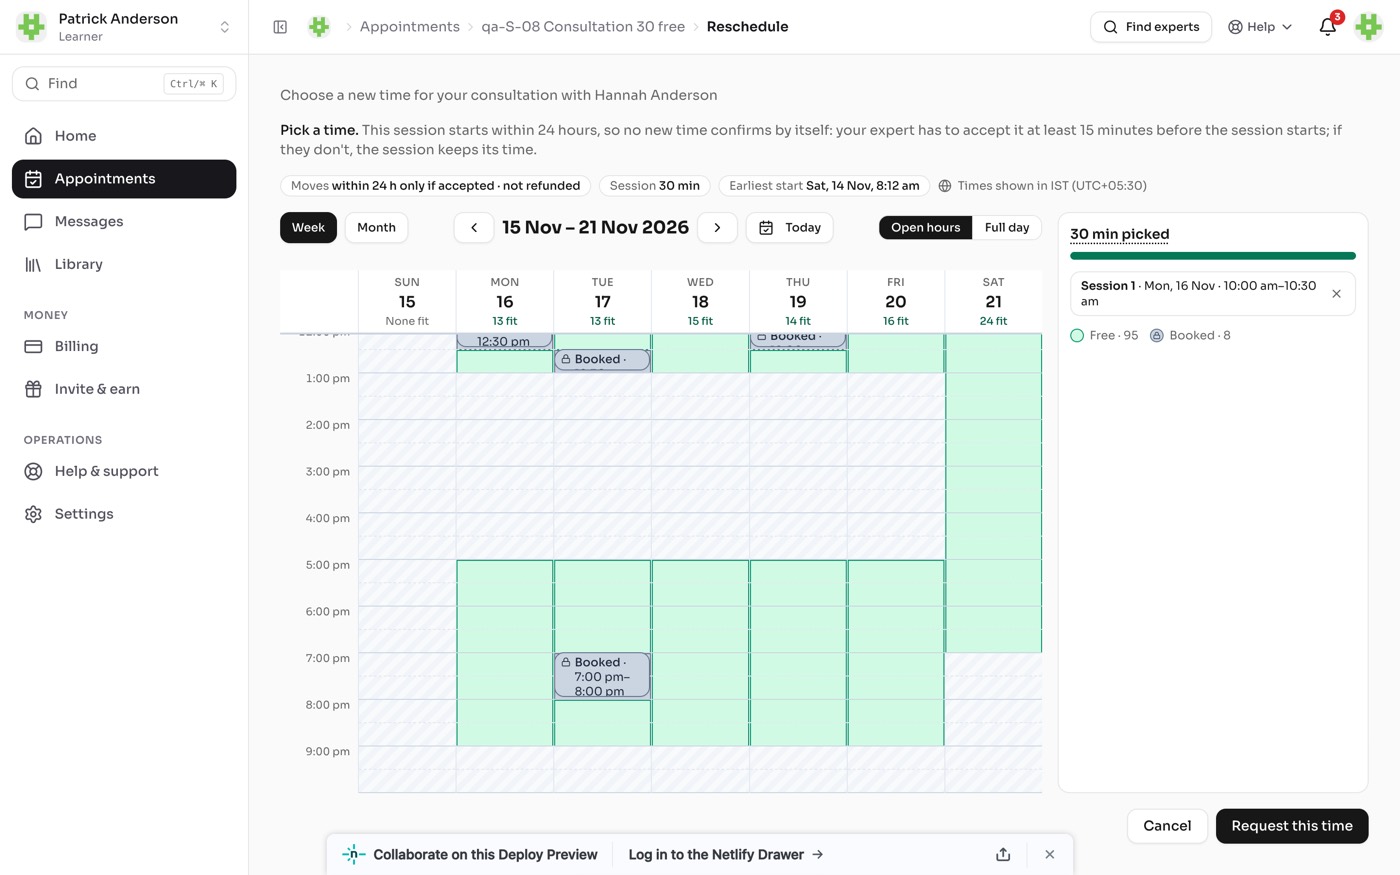 Patrick Anderson
Learner
Appointments
qa-S-08 Consultation 30 free
Reschedule
Find experts
Help
3
Find
Ctrl/⌘ K
Home
Appointments
Messages
Library
MONEY
Billing
Invite & earn
OPERATIONS
Help & support
Settings
Choose a new time for your consultation with Hannah Anderson
Pick a time. This session starts within 24 hours, so no new time confirms by itself: your expert has to accept it at least 15 minutes before the session starts; if
they don't, the session keeps its time.
Moves within 24 h only if accepted · not refunded
Session 30 min
Earliest start Sat, 14 Nov, 8:12 am
Times shown in IST (UTC+05:30)
Week
Month
15 Nov – 21 Nov 2026
Today
Open hours
Full day
SUN
15
None fit
MON
16
13 fit
TUE
17
13 fit
WED
18
15 fit
THU
19
14 fit
FRI
20
16 fit
SAT
21
24 fit
12:30 pm
Booked ·
Booked ·
1:00 pm
2:00 pm
3:00 pm
4:00 pm
5:00 pm
6:00 pm
7:00 pm
Booked ·
7:00 pm–
8:00 pm
8:00 pm
9:00 pm
30 min picked
Session 1 · Mon, 16 Nov · 10:00 am–10:30
am
Free · 95
Booked · 8
Cancel
Request this time
Collaborate on this Deploy Preview
Log in to the Netlify Drawer →